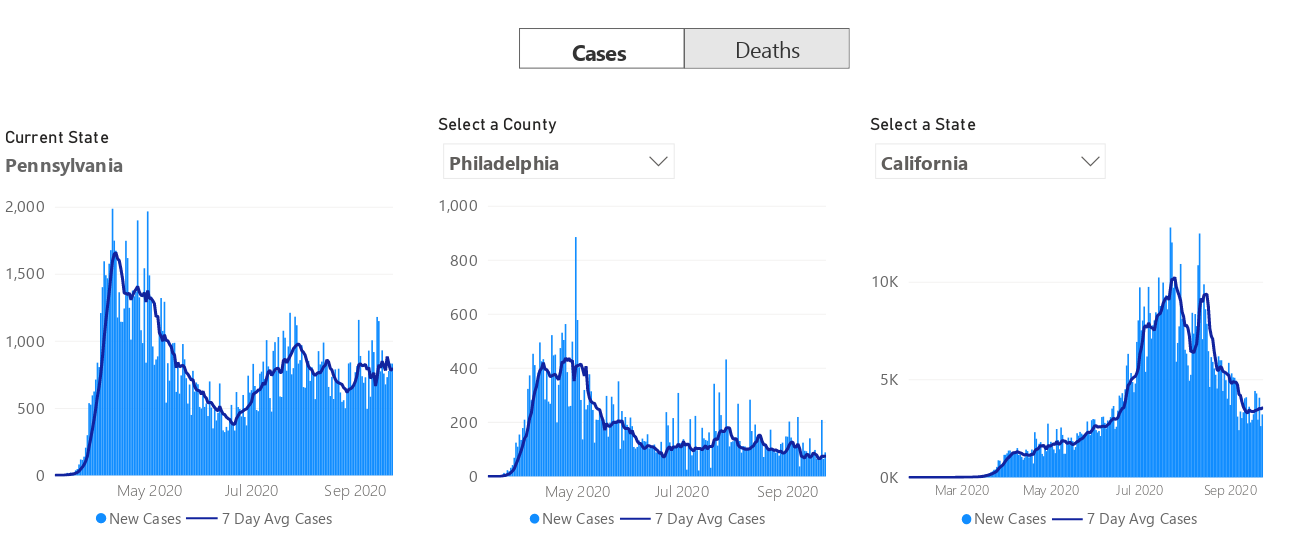 Cases Deaths
Current State
Pennsylvania
2,000
1,500
1,000
500
0
May 2020 Jul 2020 Sep 2020
New Cases 7 Day Avg Cases
Select a County
Philadelphia
1,000
800
600
400
200
0
May 2020 Jul 2020 Sep 2020
New Cases 7 Day Avg Cases
Select a State
California
10K
5K
0K
Mar 2020 May 2020 Jul 2020 Sep 2020
New Cases 7 Day Avg Cases